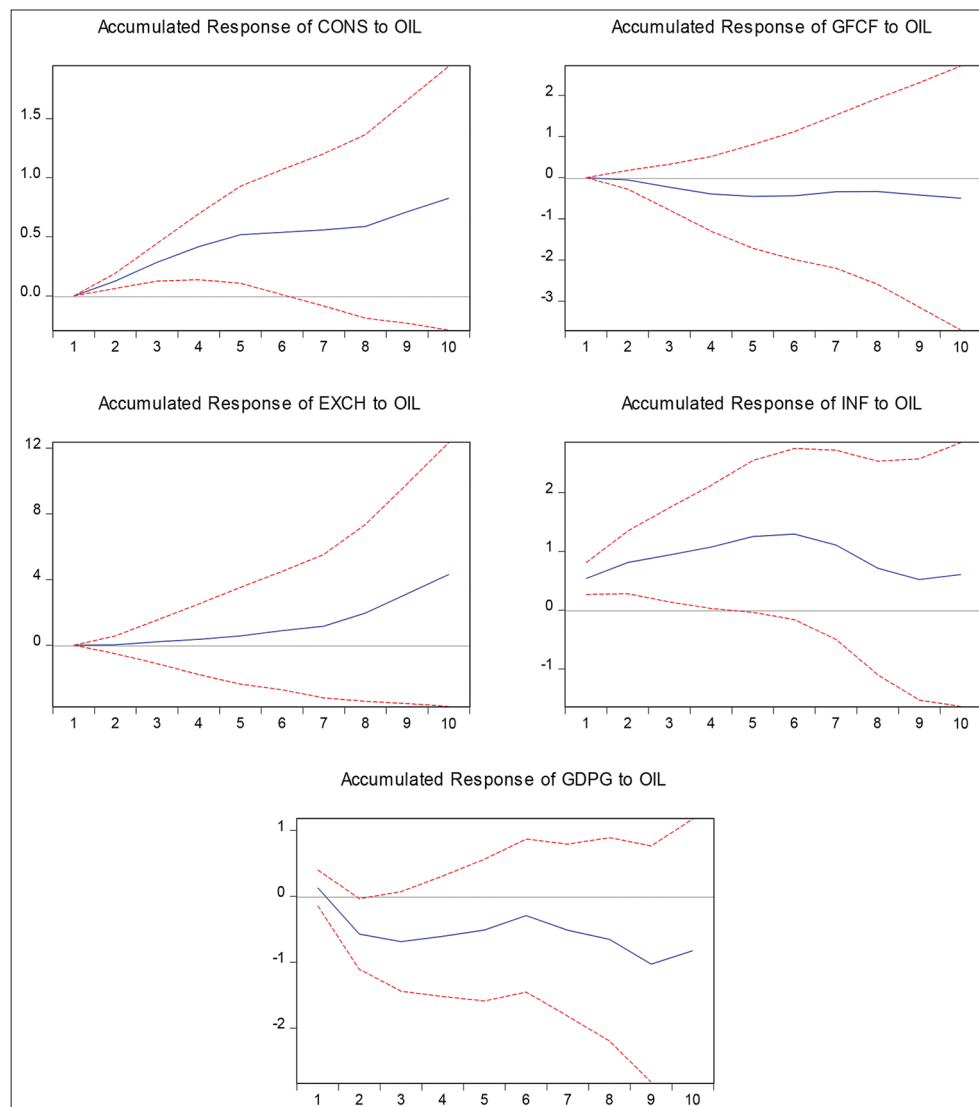 Accumulated Response of CONS to OIL
1.5
1.0
0.5
0.0
1 2 3 4 5 6 7 8 9 10
Accumulated Response of GFCF to OIL
2
1
0
-1
-2
-3
1 2 3 4 5 6 7 8 9 10
Accumulated Response of EXCH to OIL
12
8
4
0
1 2 3 4 5 6 7 8 9 10
Accumulated Response of INF to OIL
2
1
0
-1
1 2 3 4 5 6 7 8 9 10
Accumulated Response of GDPG to OIL
1
0
-1
-2
1 2 3 4 5 6 7 8 9 10